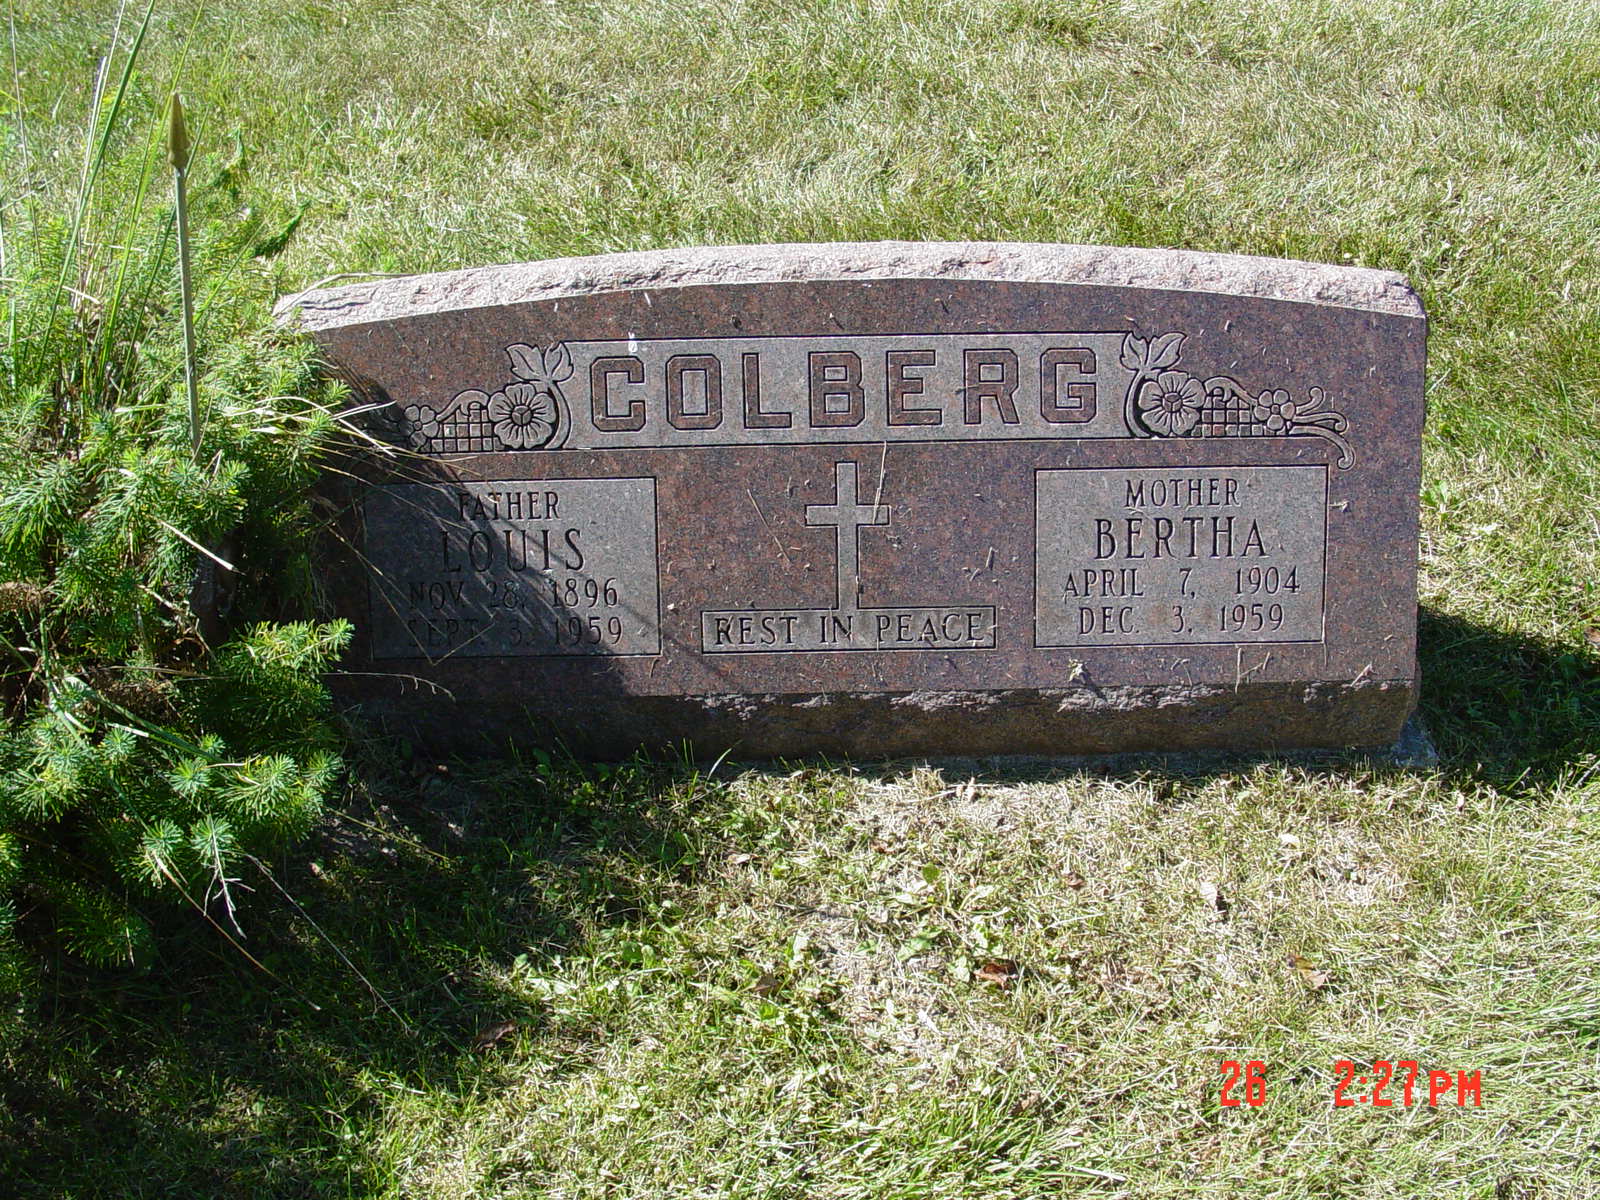 COLBERG
FATHER
LOUIS
NOV. 28, 1896
SEPT. 3, 1959
REST IN PEACE
MOTHER
BERTHA
APRIL 7, 1904
DEC. 3, 1959
26 2:27PM